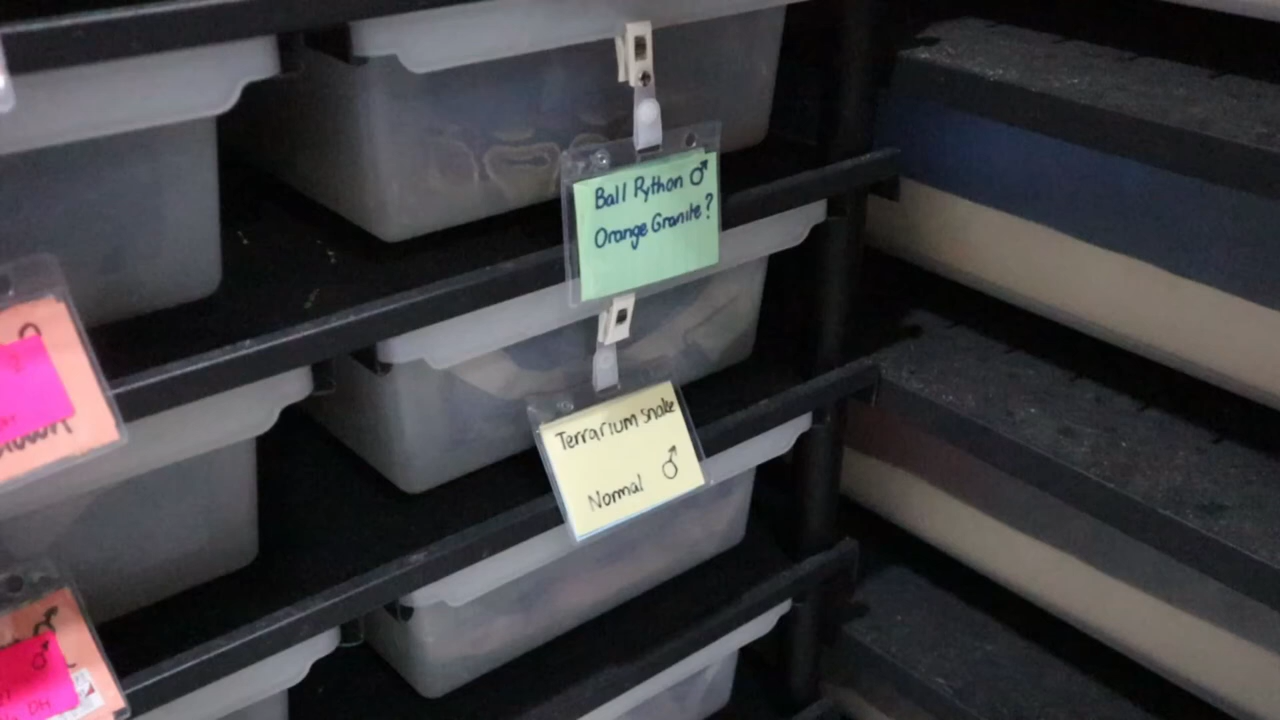 Ball Python ♂
Orange Granite?
Terrarium snake
Normal ♂